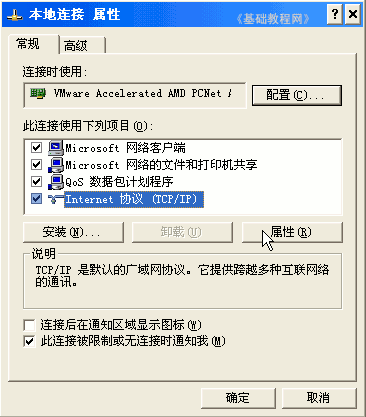 本地连接 属性
《基础教程网》
常规
高级
连接时使用:
VMware Accelerated AMD PCNet A
配置(C)...
此连接使用下列项目(O):
Microsoft 网络客户端
Microsoft 网络的文件和打印机共享
QoS 数据包计划程序
Internet 协议 (TCP/IP)
安装(N)...
卸载(U)
属性(R)
说明
TCP/IP 是默认的广域网协议。它提供跨越多种互联网络
的通讯。
连接后在通知区域显示图标(W)
此连接被限制或无连接时通知我(M)
确定
取消